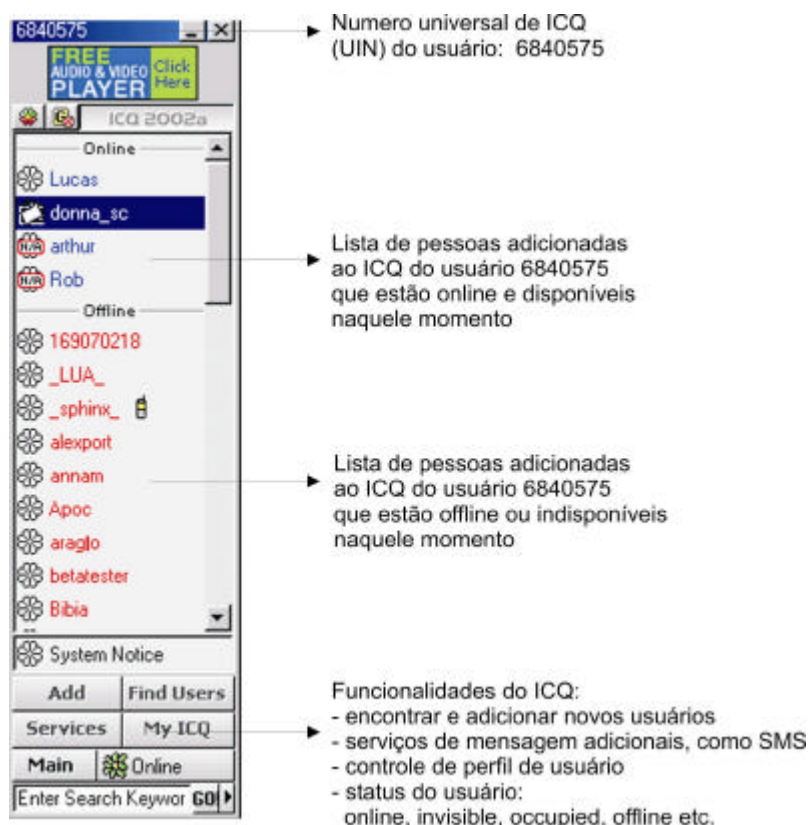 6840575
FREE
AUDIO & VIDEO
PLAYER
Click
Here
ICQ 2002a
Online
Lucas
donna_sc
N/A arthur
N/A Rob
Offline
169070218
_LUA_
_sphinx_
alexport
annam
Apoc
araglo
betatester
Bibia
System Notice
Add Find Users
Services My ICQ
Main Online
Enter Search Keywor GO!
Numero universal de ICQ
(UIN) do usuário: 6840575
Lista de pessoas adicionadas
ao ICQ do usuário 6840575
que estão online e disponíveis
naquele momento
Lista de pessoas adicionadas
ao ICQ do usuário 6840575
que estão offline ou indisponíveis
naquele momento
Funcionalidades do ICQ:
- encontrar e adicionar novos usuários
- serviços de mensagem adicionais, como SMS
- controle de perfil de usuário
- status do usuário:
online, invisible, occupied, offline etc.